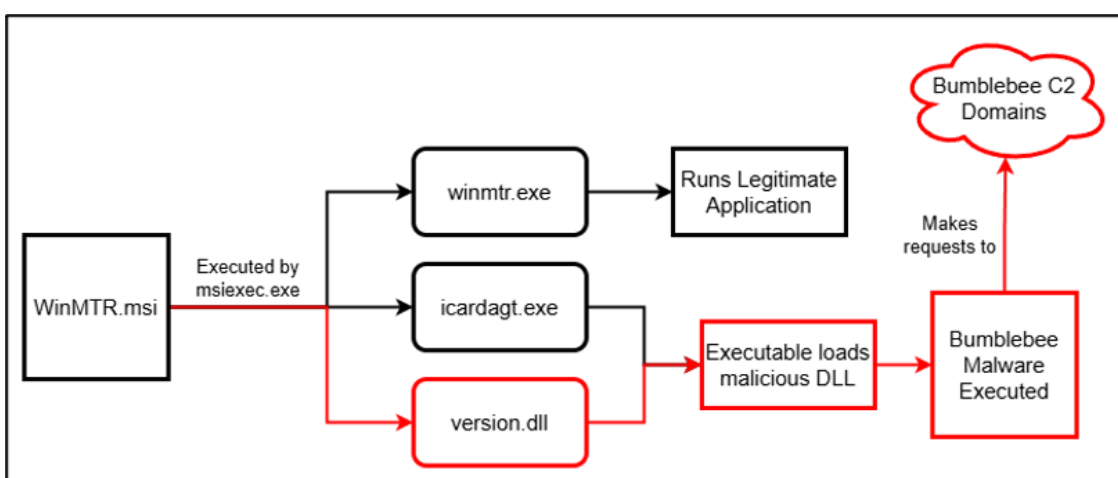 Bumblebee C2
Domains
winmtr.exe
Runs Legitimate
Application
Makes
requests to
Executed by
msiexec.exe
WinMTR.msi
icardagt.exe
Executable loads
malicious DLL
Bumblebee
Malware
Executed
version.dll